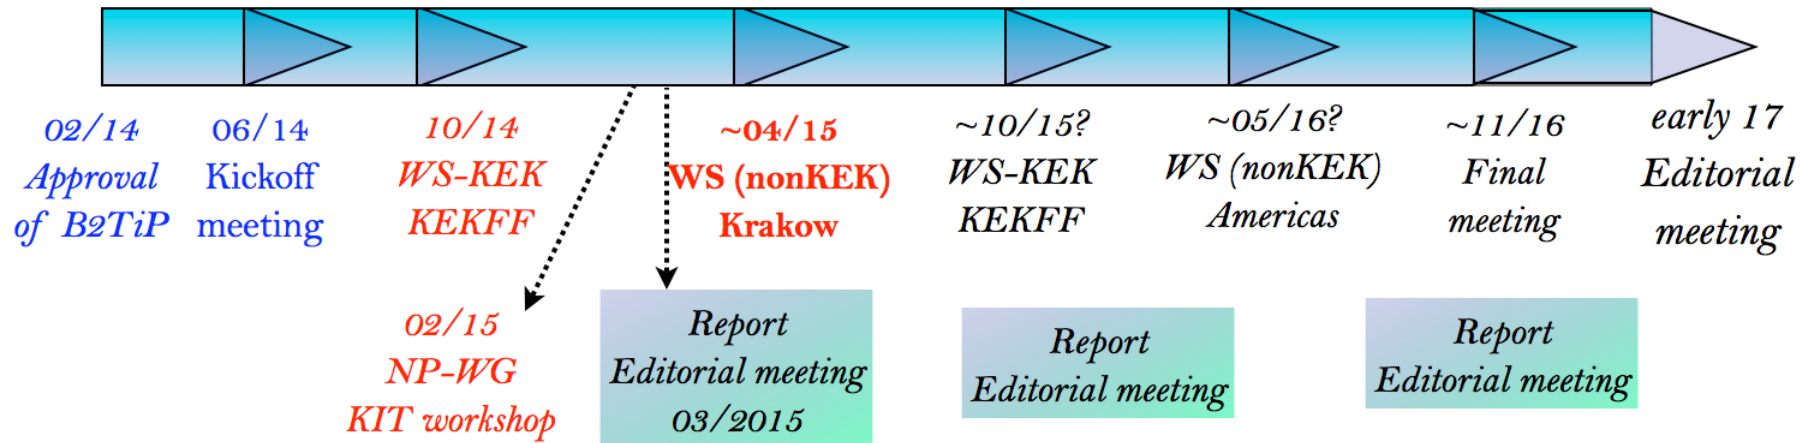 02/14
Approval
of B2TiP
06/14
Kickoff
meeting
10/14
WS-KEK
KEKFF
~04/15
WS (nonKEK)
Krakow
~10/15?
WS-KEK
KEKFF
~05/16?
WS (nonKEK)
Americas
~11/16
Final
meeting
early 17
Editorial
meeting
02/15
NP-WG
KIT workshop
Report
Editorial meeting
03/2015
Report
Editorial meeting
Report
Editorial meeting